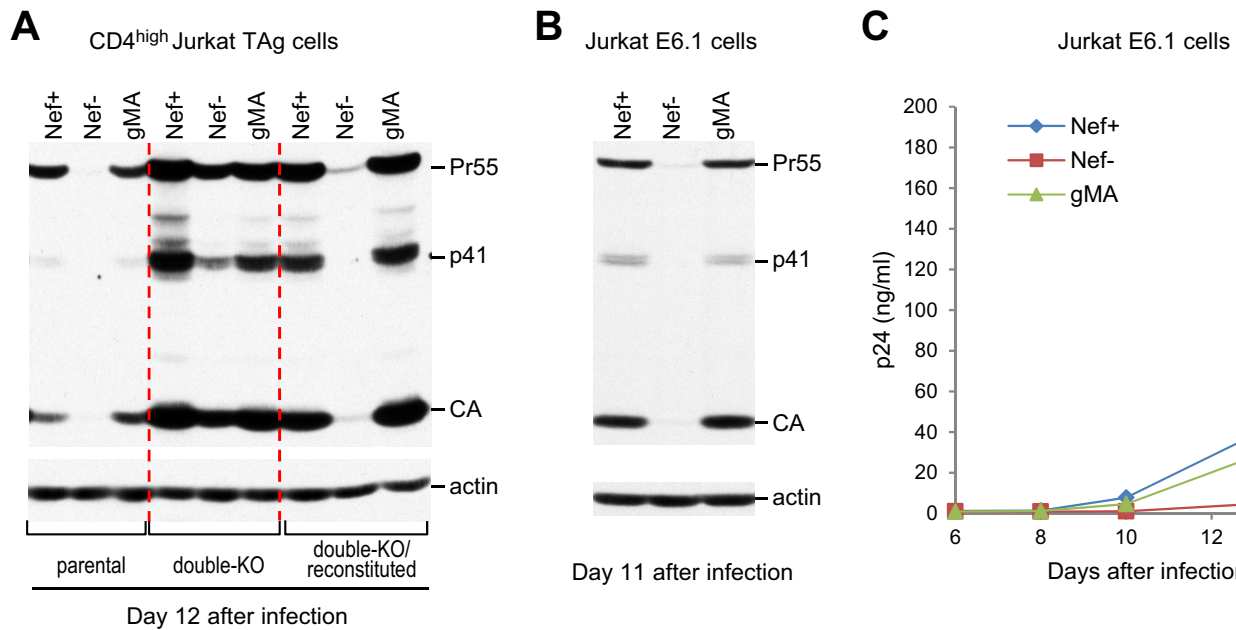 A
CD4high Jurkat TAg cells
Nef+ Nef- gMA Nef+ Nef- gMA Nef+ Nef- gMA
Pr55
p41
CA
actin
parental double-KO double-KO/
reconstituted
Day 12 after infection
B
Jurkat E6.1 cells
Nef+ Nef- gMA
Pr55
p41
CA
actin
Day 11 after infection
C
Jurkat E6.1 cells
Nef+
Nef-
gMA
p24 (ng/ml)
200
180
160
140
120
100
80
60
40
20
0
6 8 10 12
Days after infection